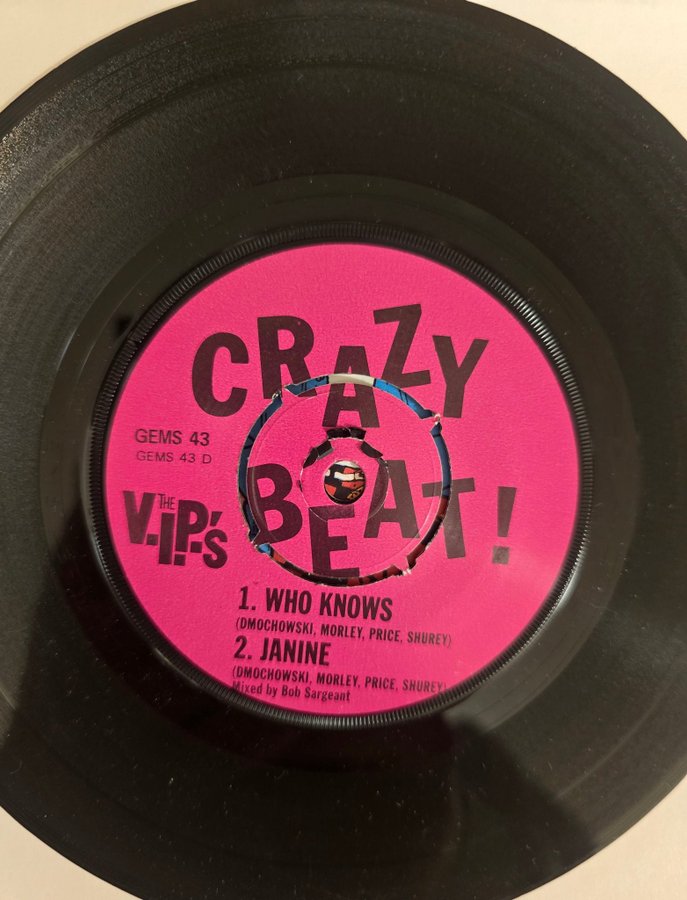 CRAZY
BEAT!
GEMS 43
GEMS 43 D
THE
V.I.P.'s
1. WHO KNOWS
(DMOCHOWSKI, MORLEY, PRICE, SHUREY)
2. JANINE
(DMOCHOWSKI, MORLEY, PRICE, SHUREY)
Mixed by Bob Sargeant